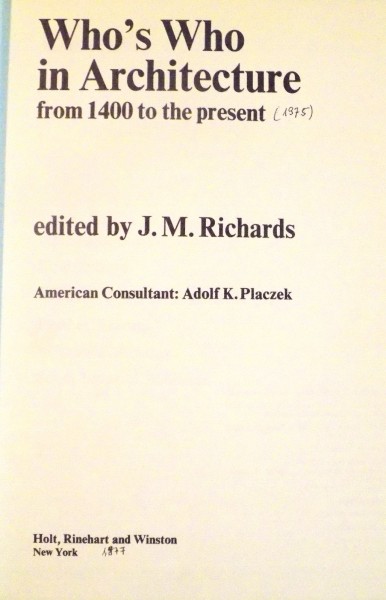 Who's Who
in Architecture
from 1400 to the present (1975)
edited by J. M. Richards
American Consultant: Adolf K. Placzek
Holt, Rinehart and Winston
New York 1977